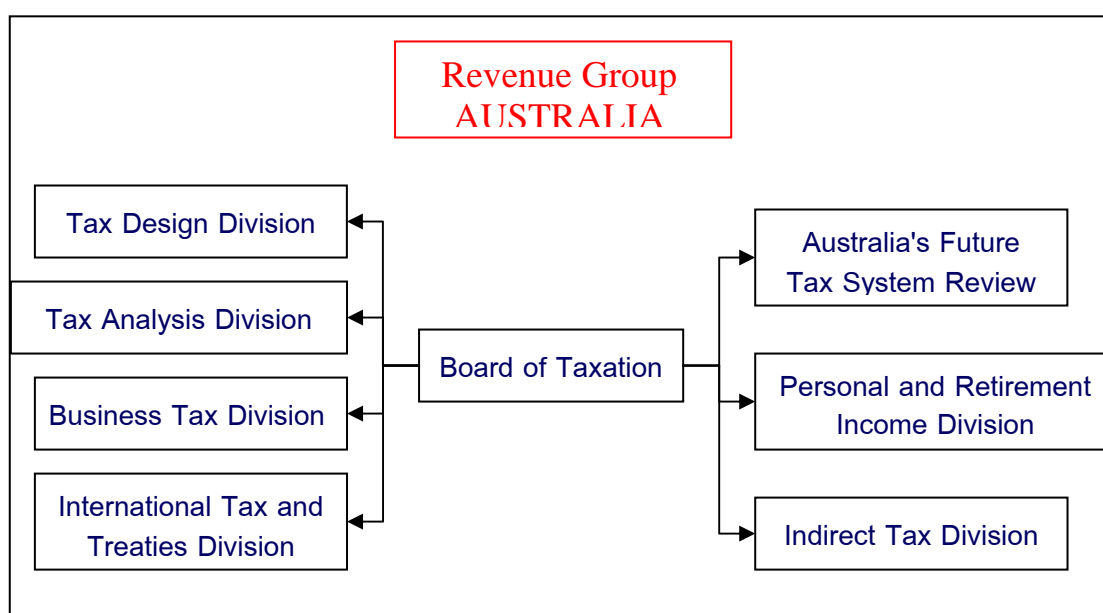 Revenue Group
AUSTRALIA
Tax Design Division
Tax Analysis Division
Business Tax Division
International Tax and
Treaties Division
Board of Taxation
Australia's Future
Tax System Review
Personal and Retirement
Income Division
Indirect Tax Division